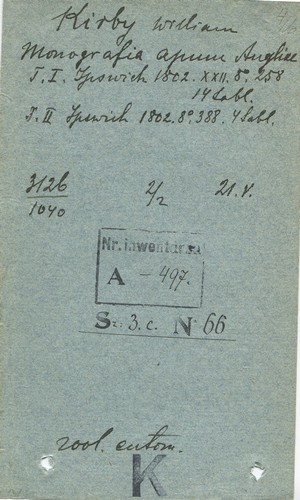 4
Kirby William
Monografia apum Angliae
T. I. Ipswich 1802. XXII. 8°. 258
14 tabl.
T. II Ipswich 1802. 8°. 388. 4 tabl.
3126 2/2 21.V.
1040
Nr. inwentarza
A - 497.
Sz. 3. c. N 66
zool. entom.
K